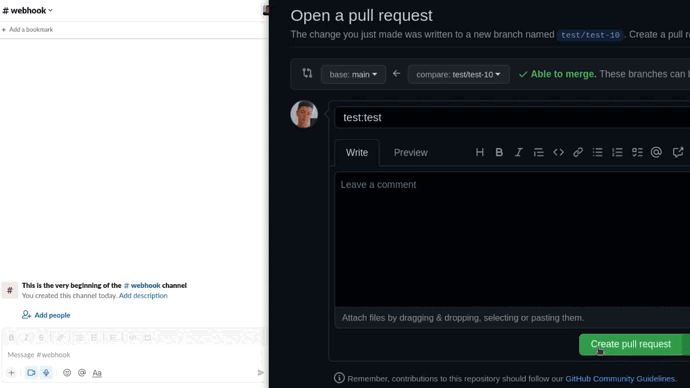 # webhook
+ Add a bookmark
This is the very beginning of the # webhook channel
You created this channel today. Add description
Add people
Message #webhook
Aa
Open a pull request
The change you just made was written to a new branch named test/test-10. Create a pull
base: main
compare: test/test-10
Able to merge. These branches can
test:test
Write Preview
Leave a comment
Attach files by dragging & dropping, selecting or pasting them.
Create pull request
Remember, contributions to this repository should follow our GitHub Community Guidelines.